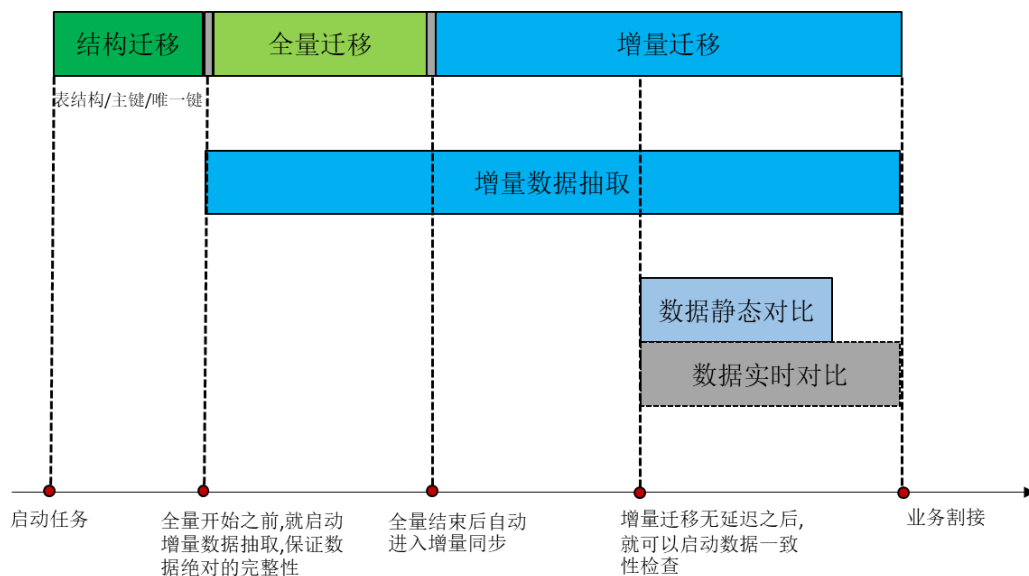 结构迁移
全量迁移
增量迁移
表结构/主键/唯一键
增量数据抽取
数据静态对比
数据实时对比
启动任务
全量开始之前,就启动
增量数据抽取,保证数
据绝对的完整性
全量结束后自动
进入增量同步
增量迁移无延迟之后,
就可以启动数据一致
性检查
业务割接